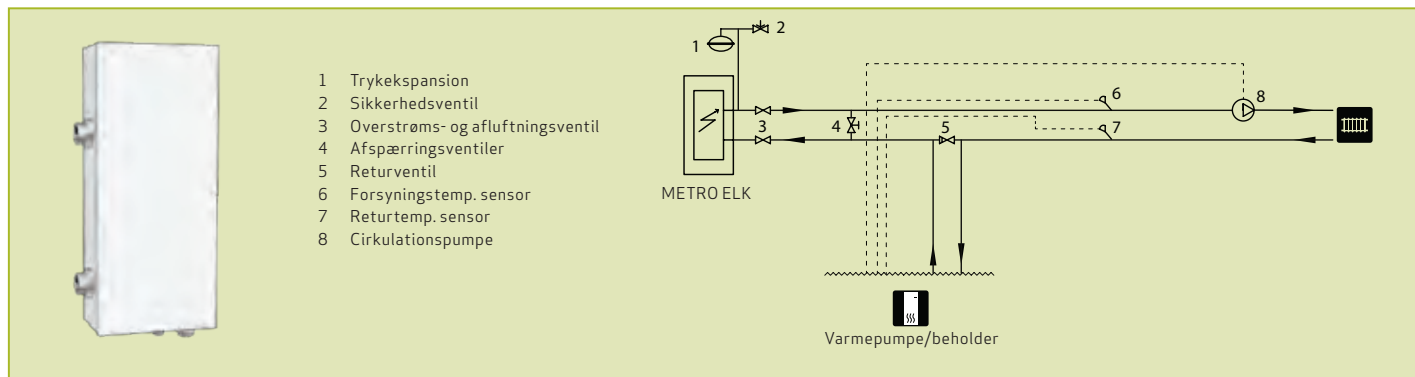 1 Trykekspansion
2 Sikkerhedsventil
3 Overstrøms- og afluftningsventil
4 Afspærringsventiler
5 Returventil
6 Forsyningstemp. sensor
7 Returtemp. sensor
8 Cirkulationspumpe
2
1
6
8
3
4
5
7
METRO ELK
Varmepumpe/beholder